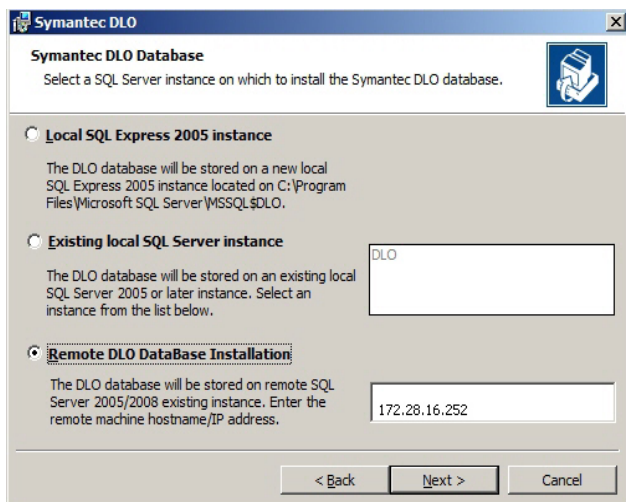 Symantec DLO
Symantec DLO Database
Select a SQL Server instance on which to install the Symantec DLO database.
Local SQL Express 2005 instance
The DLO database will be stored on a new local
SQL Express 2005 instance located on C:\Program
Files\Microsoft SQL Server\MSSQL$DLO.
Existing local SQL Server instance
The DLO database will be stored on an existing local
SQL Server 2005 or later instance. Select an
instance from the list below.
DLO
Remote DLO DataBase Installation
The DLO database will be stored on remote SQL
Server 2005/2008 existing instance. Enter the
remote machine hostname/IP address.
172.28.16.252
< Back
Next >
Cancel